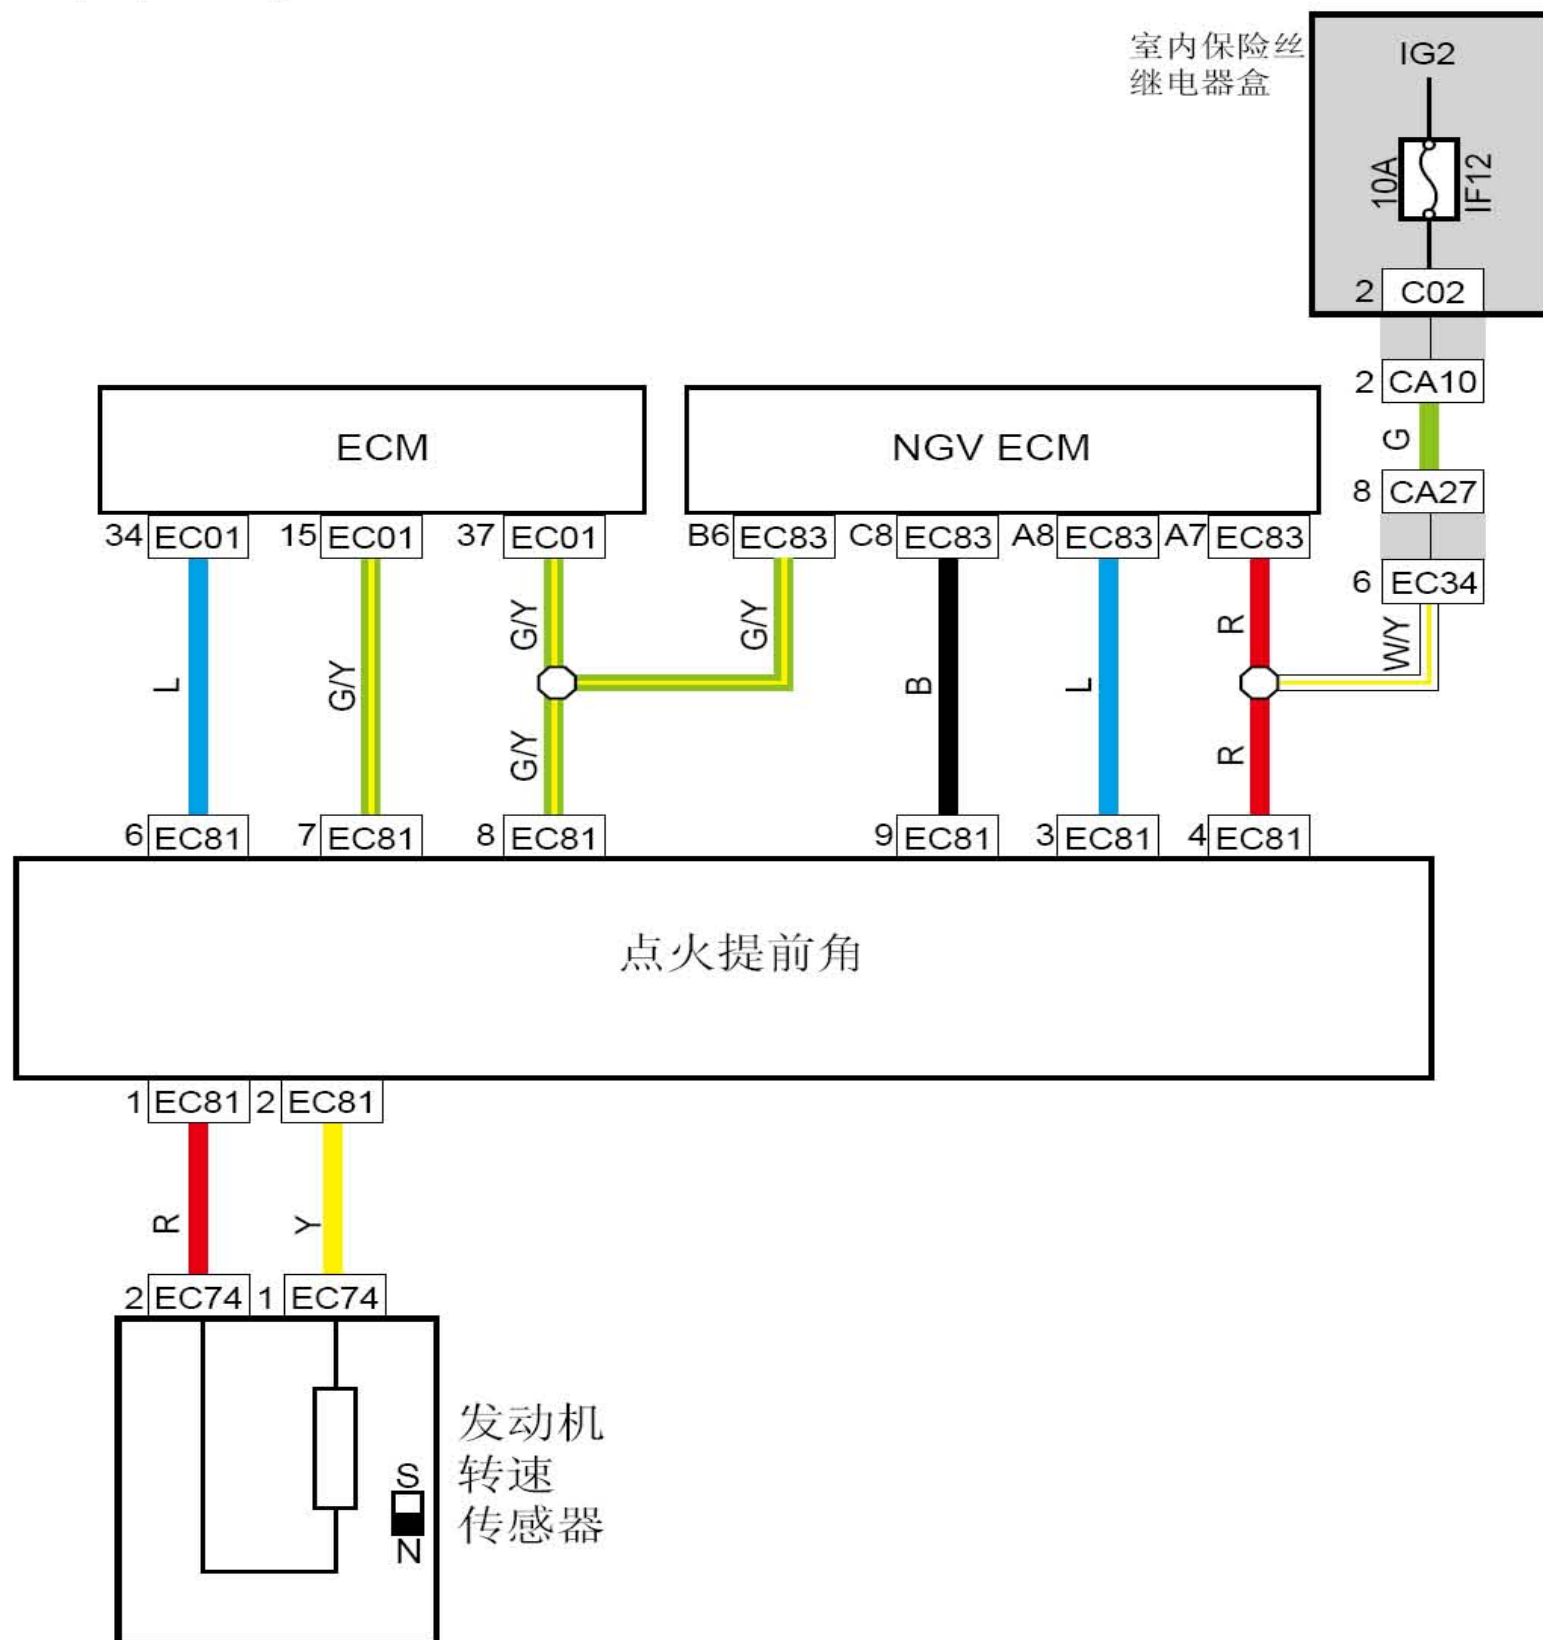 室内保险丝
继电器盒
IG2
10A
IF12
2 C02
2 CA10
G
8 CA27
6 EC34
W/Y
ECM
NGV ECM
34 EC01 15 EC01 37 EC01 B6 EC83 C8 EC83 A8 EC83 A7 EC83
G/Y G/Y R
L G/Y B L
G/Y R
6 EC81 7 EC81 8 EC81 9 EC81 3 EC81 4 EC81
点火提前角
1 EC81 2 EC81
R Y
2 EC74 1 EC74
发动机
转速
传感器
S
N